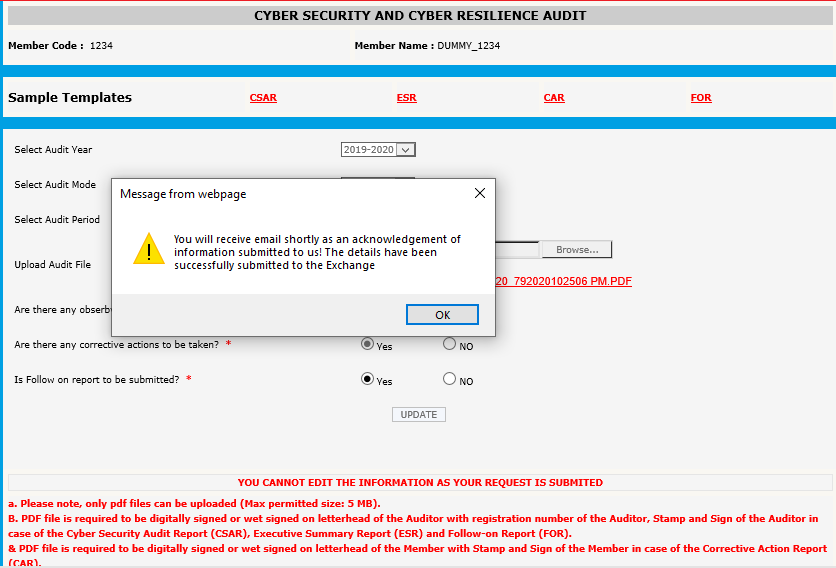 CYBER SECURITY AND CYBER RESILIENCE AUDIT
Member Code : 1234 Member Name : DUMMY_1234
Sample Templates CSAR ESR CAR FOR
Select Audit Year 2019-2020
Select Audit Mode
Message from webpage
Select Audit Period
You will receive email shortly as an acknowledgement of
information submitted to us! The details have been
successfully submitted to the Exchange
Browse...
Upload Audit File
20_792020102506 PM.PDF
Are there any
OK
Are there any corrective actions to be taken? * Yes NO
Is Follow on report to be submitted? * Yes NO
UPDATE
YOU CANNOT EDIT THE INFORMATION AS YOUR REQUEST IS SUBMITED
a. Please note, only pdf files can be uploaded (Max permitted size: 5 MB).
B. PDF file is required to be digitally signed or wet signed on letterhead of the Auditor with registration number of the Auditor, Stamp and Sign of the Auditor in
case of the Cyber Security Audit Report (CSAR), Executive Summary Report (ESR) and Follow-on Report (FOR).
& PDF file is required to be digitally signed or wet signed on letterhead of the Member with Stamp and Sign of the Member in case of the Corrective Action Report
(CAR).